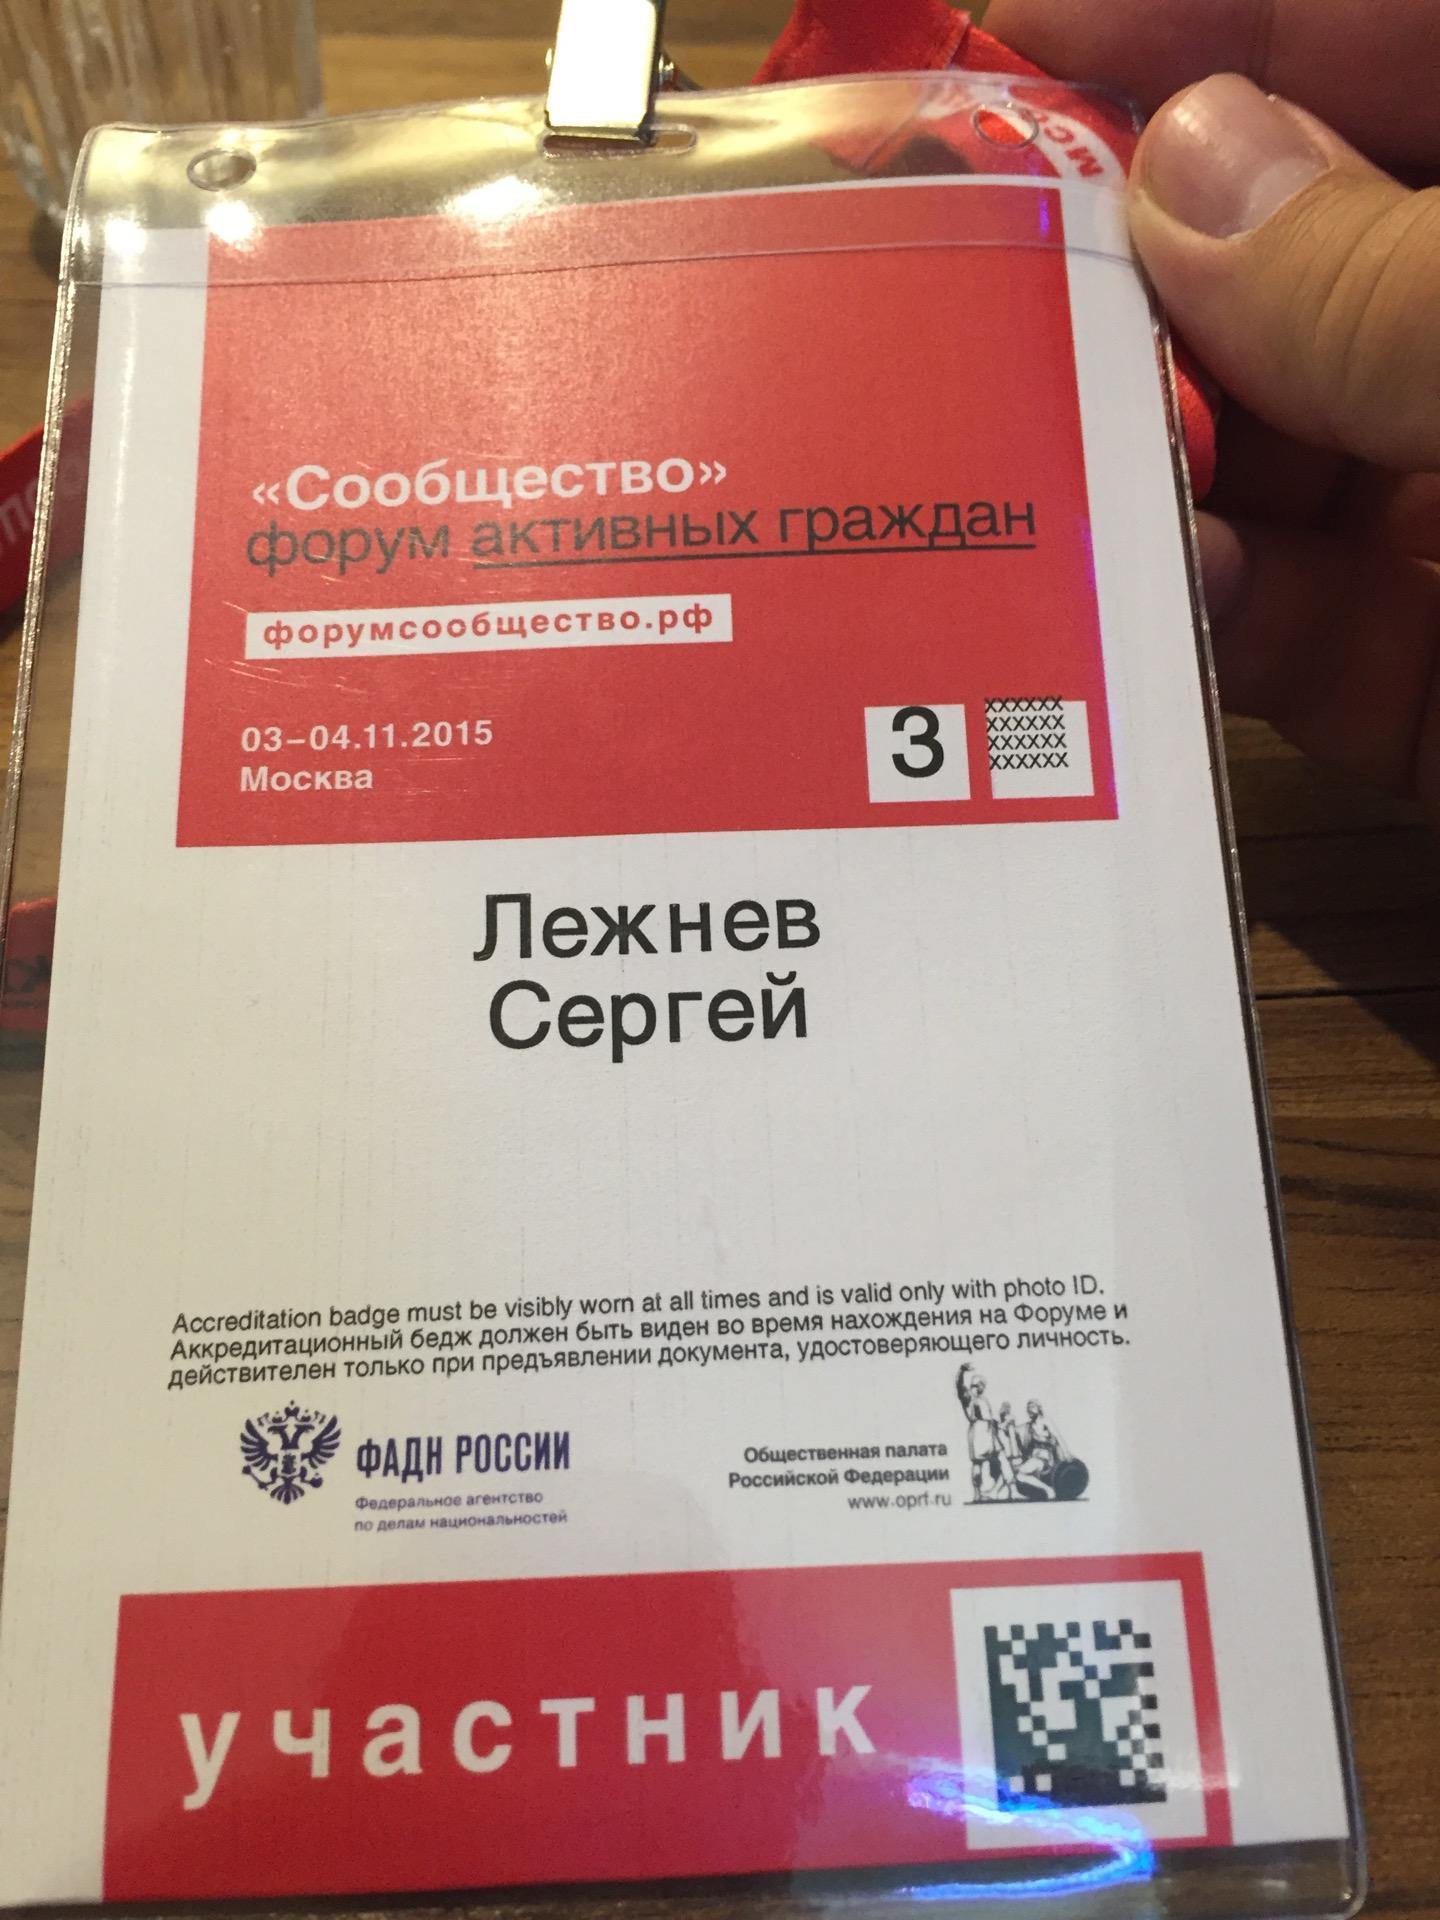 «Сообщество»
форум активных граждан
форумсообщество.рф
03–04.11.2015
Москва
3
XXXXXX
XXXXXX
XXXXXX
XXXXXX
Лежнев
Сергей
Accreditation badge must be visibly worn at all times and is valid only with photo ID.
Аккредитационный бедж должен быть виден во время нахождения на Форуме и
действителен только при предъявлении документа, удостоверяющего личность.
ФАДН РОССИИ
Федеральное агентство
по делам национальностей
Общественная палата
Российской Федерации
www.oprf.ru
участник